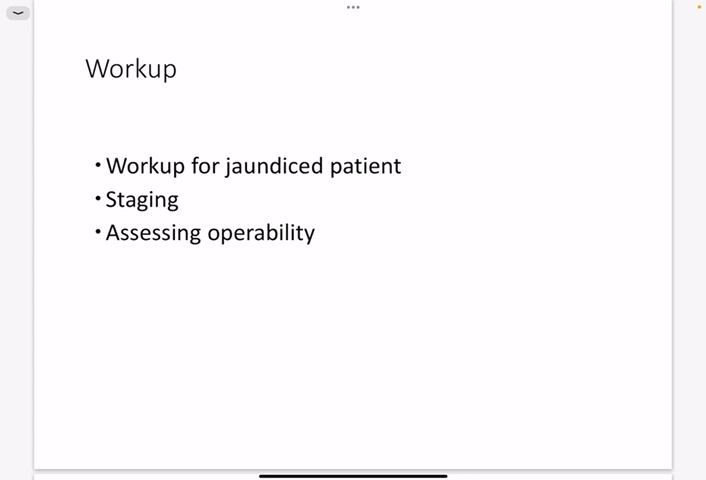 Workup
• Workup for jaundiced patient
• Staging
• Assessing operability